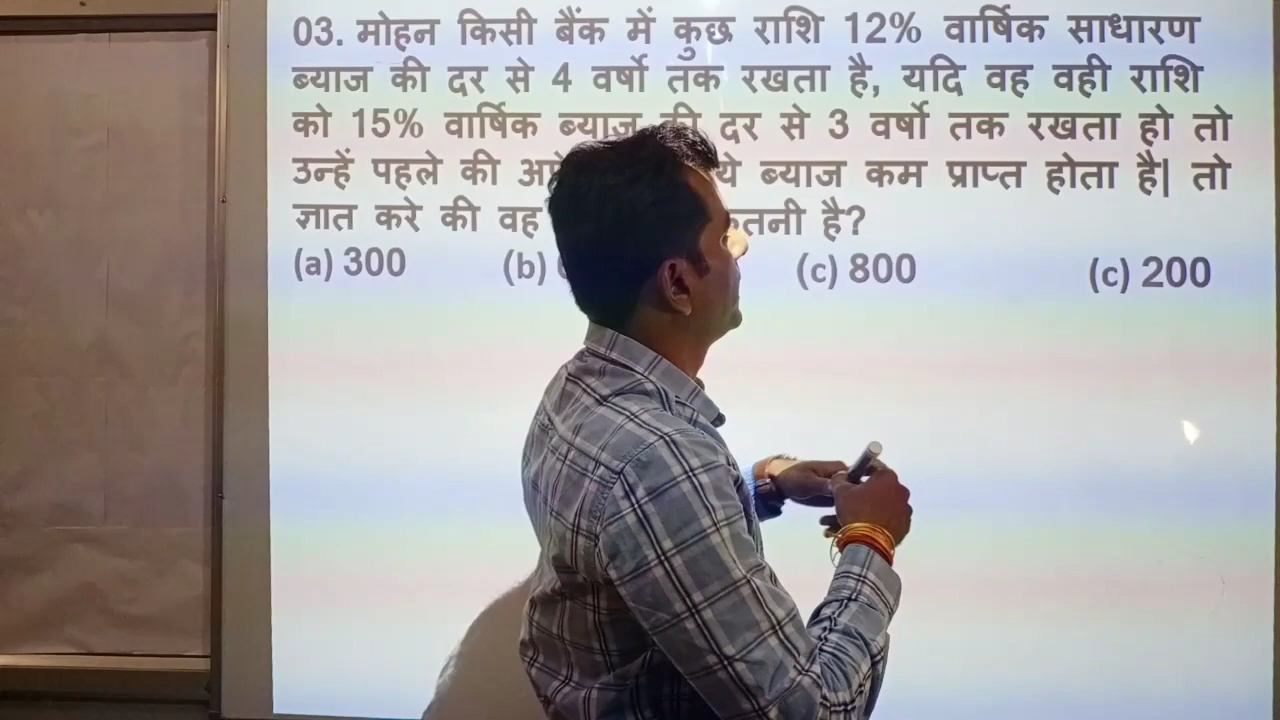 03. मोहन किसी बैंक में कुछ राशि 12% वार्षिक साधारण
ब्याज की दर से 4 वर्षो तक रखता है, यदि वह वही राशि
को 15% वार्षिक ब्याज की दर से 3 वर्षो तक रखता हो तो
उन्हें पहले की ब्याज कम प्राप्त होता है| तो
ज्ञात करे की वह है?
(a) 300 (b) (c) 800 (c) 200